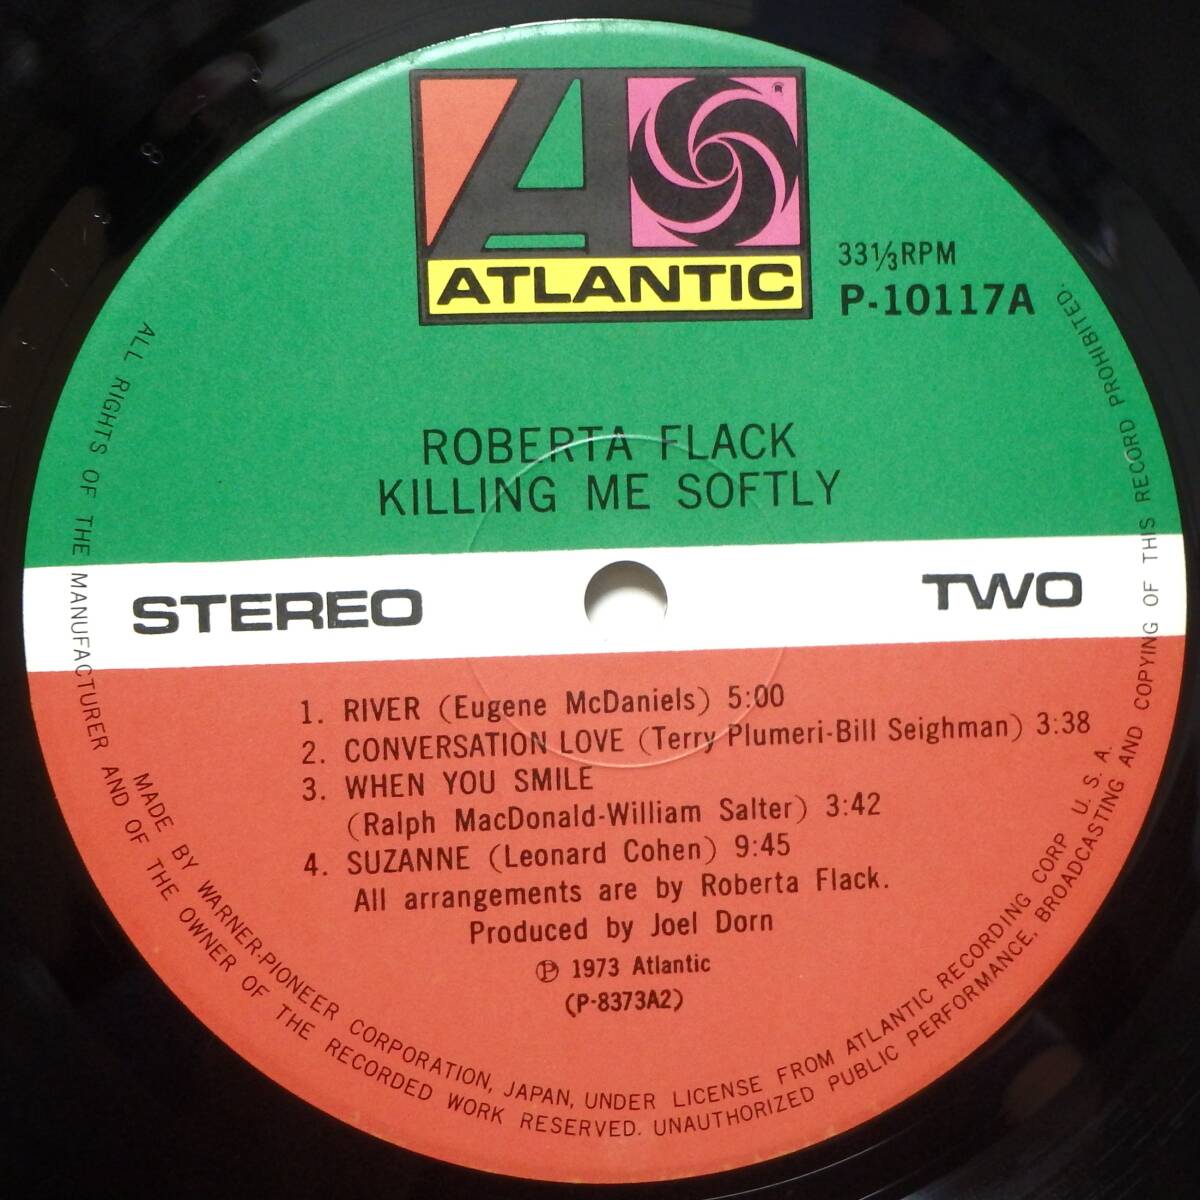 ATLANTIC
33⅓RPM
P-10117A
ROBERTA FLACK
KILLING ME SOFTLY
STEREO
TWO
1. RIVER (Eugene McDaniels) 5:00
2. CONVERSATION LOVE (Terry Plumeri-Bill Seighman) 3:38
3. WHEN YOU SMILE
(Ralph MacDonald-William Salter) 3:42
4. SUZANNE (Leonard Cohen) 9:45
All arrangements are by Roberta Flack.
Produced by Joel Dorn
Ⓟ 1973 Atlantic
(P-8373A2)
MADE BY WARNER-PIONEER CORPORATION, JAPAN, UNDER LICENSE FROM ATLANTIC RECORDING CORP. U. S. A.
ALL RIGHTS OF THE MANUFACTURER AND OF THE OWNER OF THE RECORDED WORK RESERVED. UNAUTHORIZED PUBLIC PERFORMANCE, BROADCASTING AND COPYING OF THIS RECORD PROHIBITED.
8